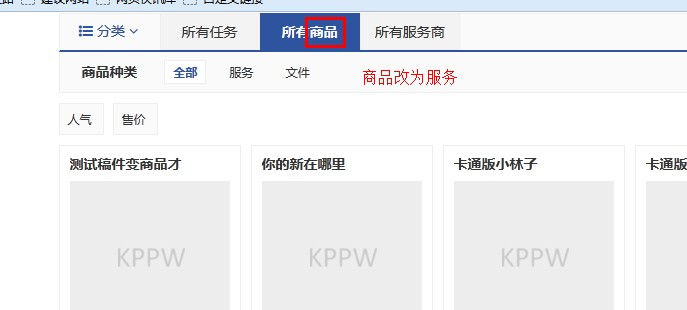 建议网站 网页快讯库 自定义链接
分类 所有任务 所有商品 所有服务商
商品种类 全部 服务 文件 商品改为服务
人气 售价
测试稿件变商品才 你的新在哪里 卡通版小林子 卡通版
KPPW KPPW KPPW